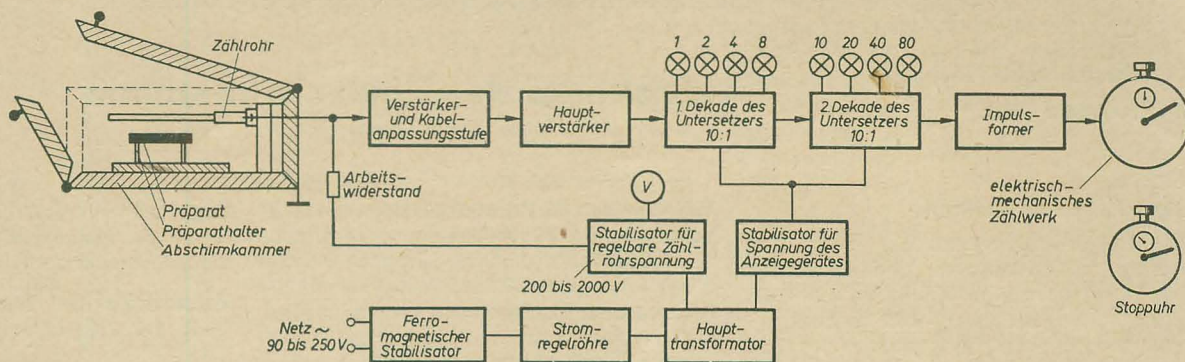 Zählrohr
Präparat
Präparathalter
Abschirmkammer
Verstärker-
und Kabel-
anpassungsstufe
Haupt-
verstärker
1 2 4 8
1. Dekade des
Untersetzers
10:1
10 20 40 80
2. Dekade des
Untersetzers
10:1
Impuls-
former
elektrisch-
mechanisches
Zählwerk
Arbeits-
widerstand
V
Stabilisator für
regelbare Zähl-
rohrspannung
200 bis 2000 V
Stabilisator für
Spannung des
Anzeigegerätes
Stoppuhr
Netz ~
90 bis 250 V
Ferro-
magnetischer
Stabilisator
Strom-
regelröhre
Haupt-
transformator